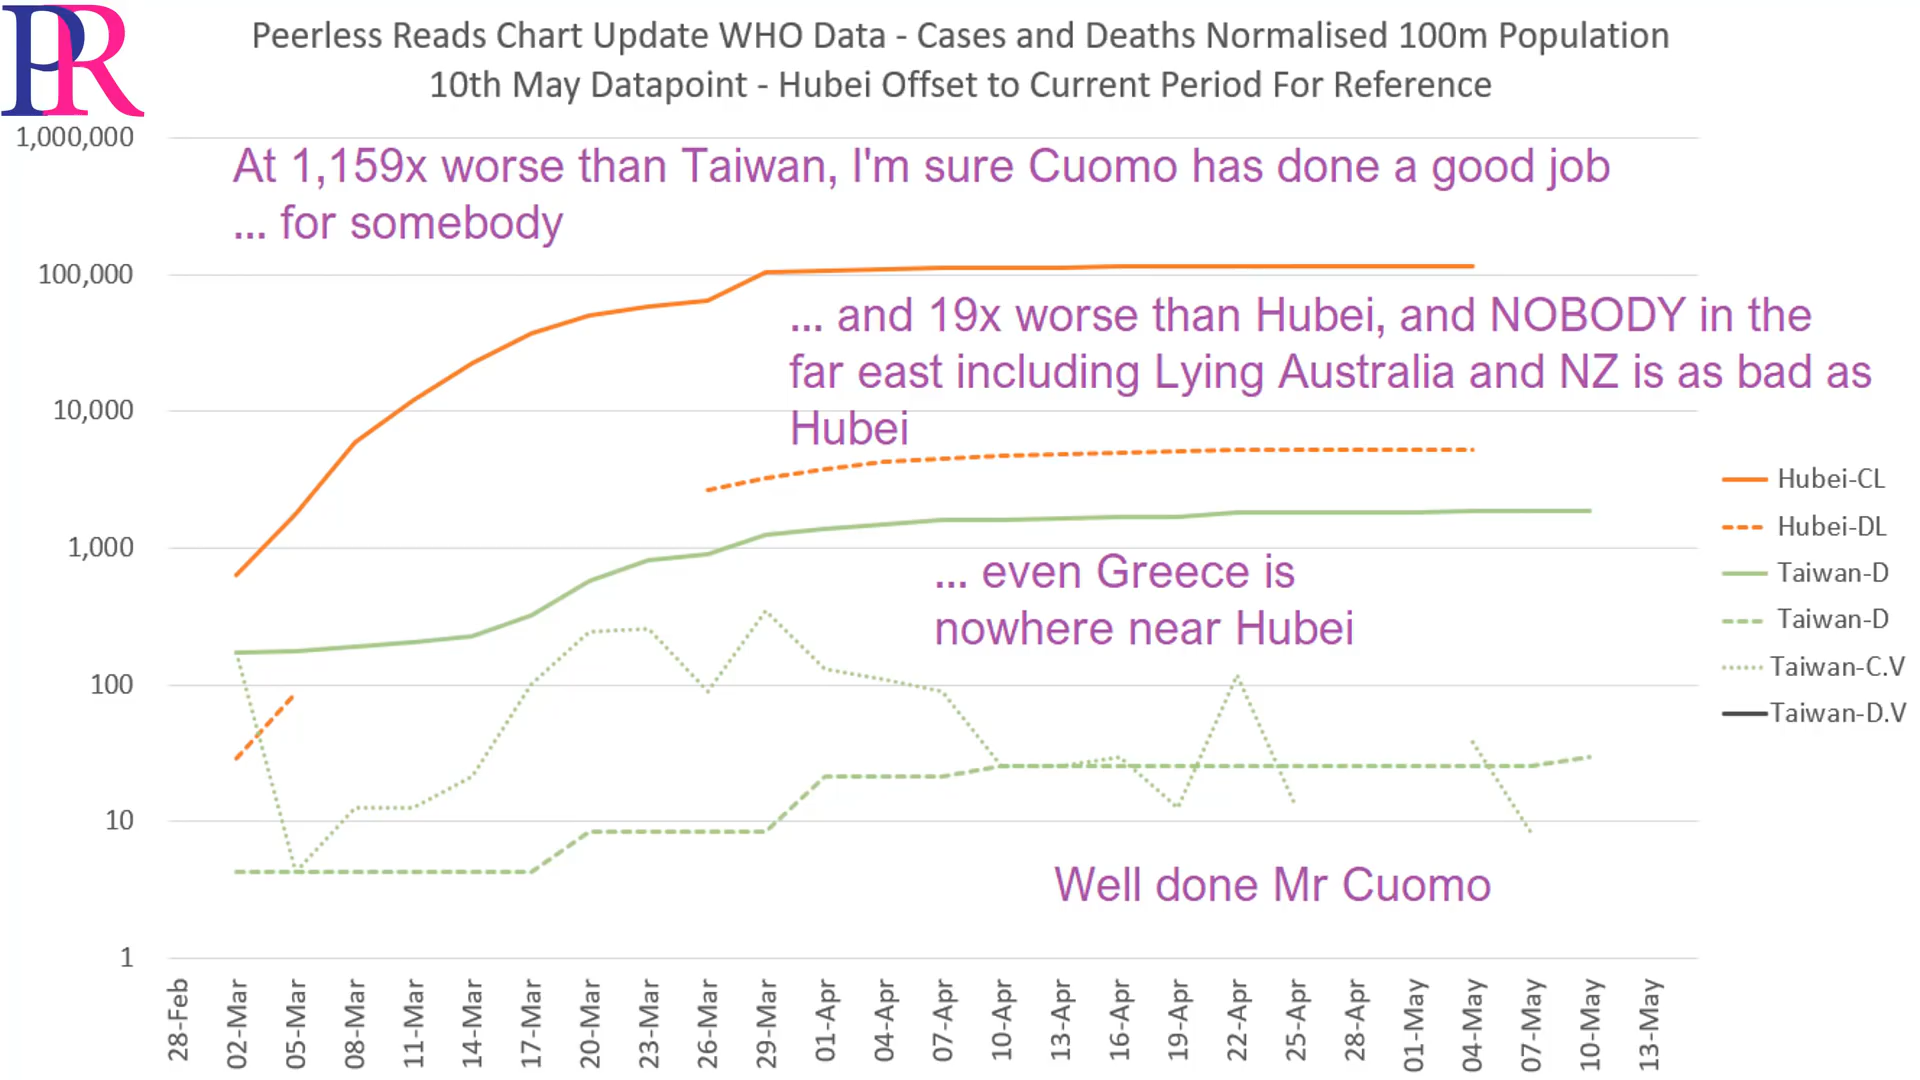 PR
Peerless Reads Chart Update WHO Data - Cases and Deaths Normalised 100m Population
10th May Datapoint - Hubei Offset to Current Period For Reference
1,000,000
At 1,159x worse than Taiwan, I'm sure Cuomo has done a good job
... for somebody
100,000
... and 19x worse than Hubei, and NOBODY in the
far east including Lying Australia and NZ is as bad as
Hubei
10,000
1,000
... even Greece is
nowhere near Hubei
100
10
Well done Mr Cuomo
1
Hubei-CL
Hubei-DL
Taiwan-D
Taiwan-D
Taiwan-C.V
Taiwan-D.V
28-Feb
02-Mar
05-Mar
08-Mar
11-Mar
14-Mar
17-Mar
20-Mar
23-Mar
26-Mar
29-Mar
01-Apr
04-Apr
07-Apr
10-Apr
13-Apr
16-Apr
19-Apr
22-Apr
25-Apr
28-Apr
01-May
04-May
07-May
10-May
13-May